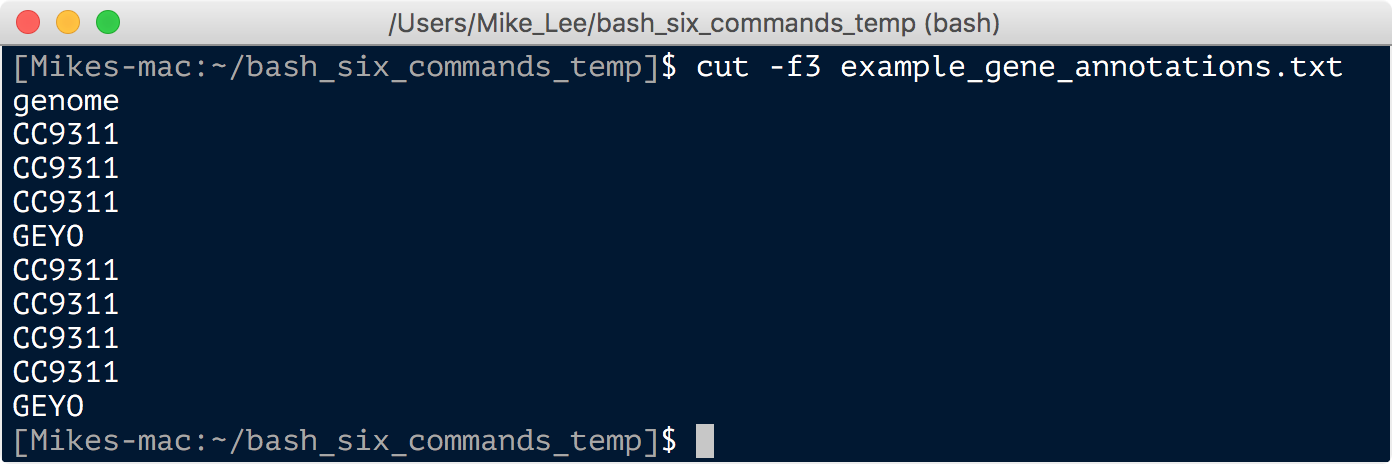 /Users/Mike_Lee/bash_six_commands_temp (bash)
[Mikes-mac:~/bash_six_commands_temp]$ cut -f3 example_gene_annotations.txt
genome
CC9311
CC9311
CC9311
GEYO
CC9311
CC9311
CC9311
CC9311
GEYO
[Mikes-mac:~/bash_six_commands_temp]$